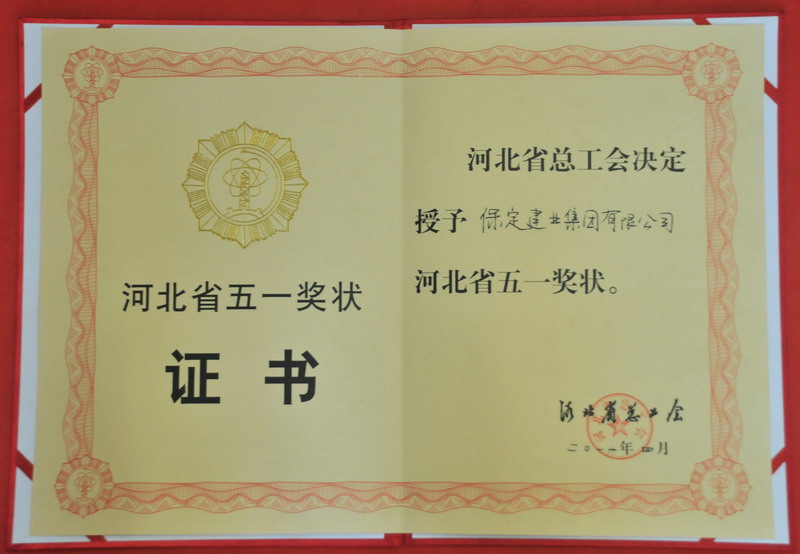 河北省五一奖状
证书
河北省总工会决定
授予 保定建业集团有限公司
河北省五一奖状。
河北省总工会
二〇一一年四月